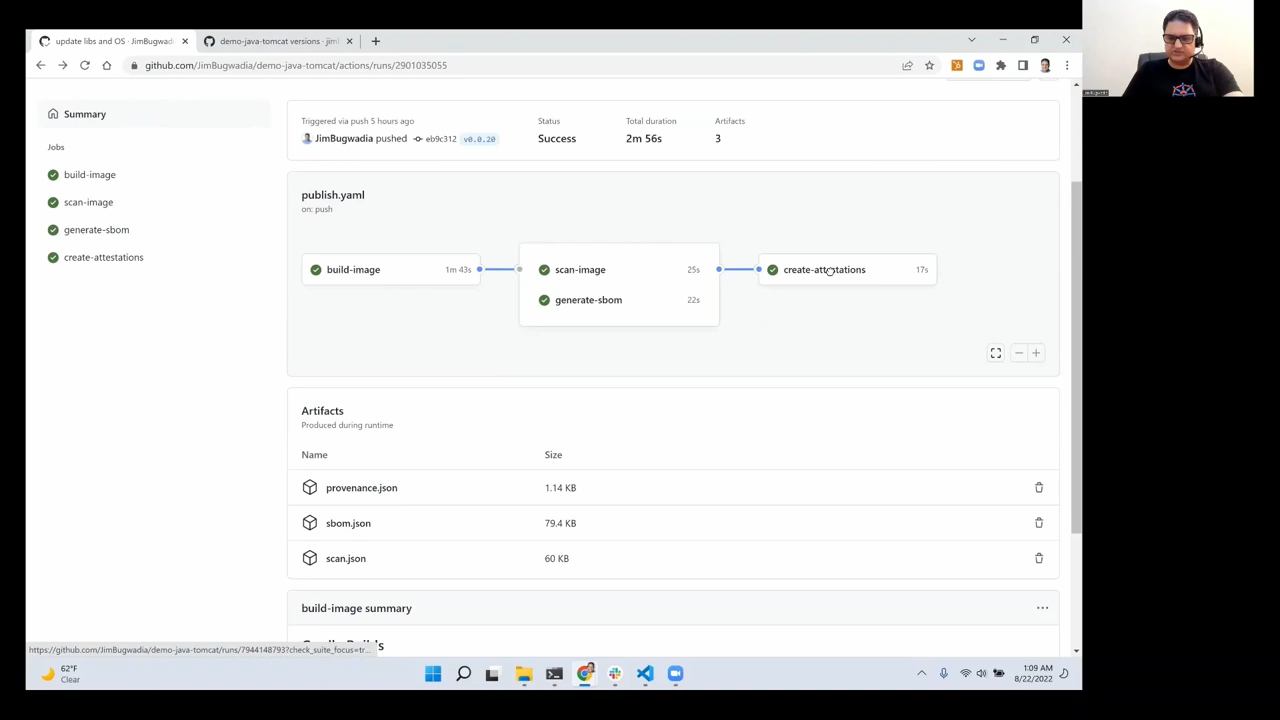 update libs and OS · JimBugwad
demo-java-tomcat versions · jiml
github.com/JimBugwadia/demo-java-tomcat/actions/runs/2901035055
Summary
Jobs
build-image
scan-image
generate-sbom
create-attestations
Triggered via push 5 hours ago
JimBugwadia pushed eb9c312 v0.0.20
Status
Success
Total duration
2m 56s
Artifacts
3
publish.yaml
on: push
build-image 1m 43s
scan-image 25s
generate-sbom 22s
create-attestations 17s
Artifacts
Produced during runtime
Name Size
provenance.json 1.14 KB
sbom.json 79.4 KB
scan.json 60 KB
build-image summary
https://github.com/JimBugwadia/demo-java-tomcat/runs/7944148793?check_suite_focus=tr...
62°F
Clear
1:09 AM
8/22/2022